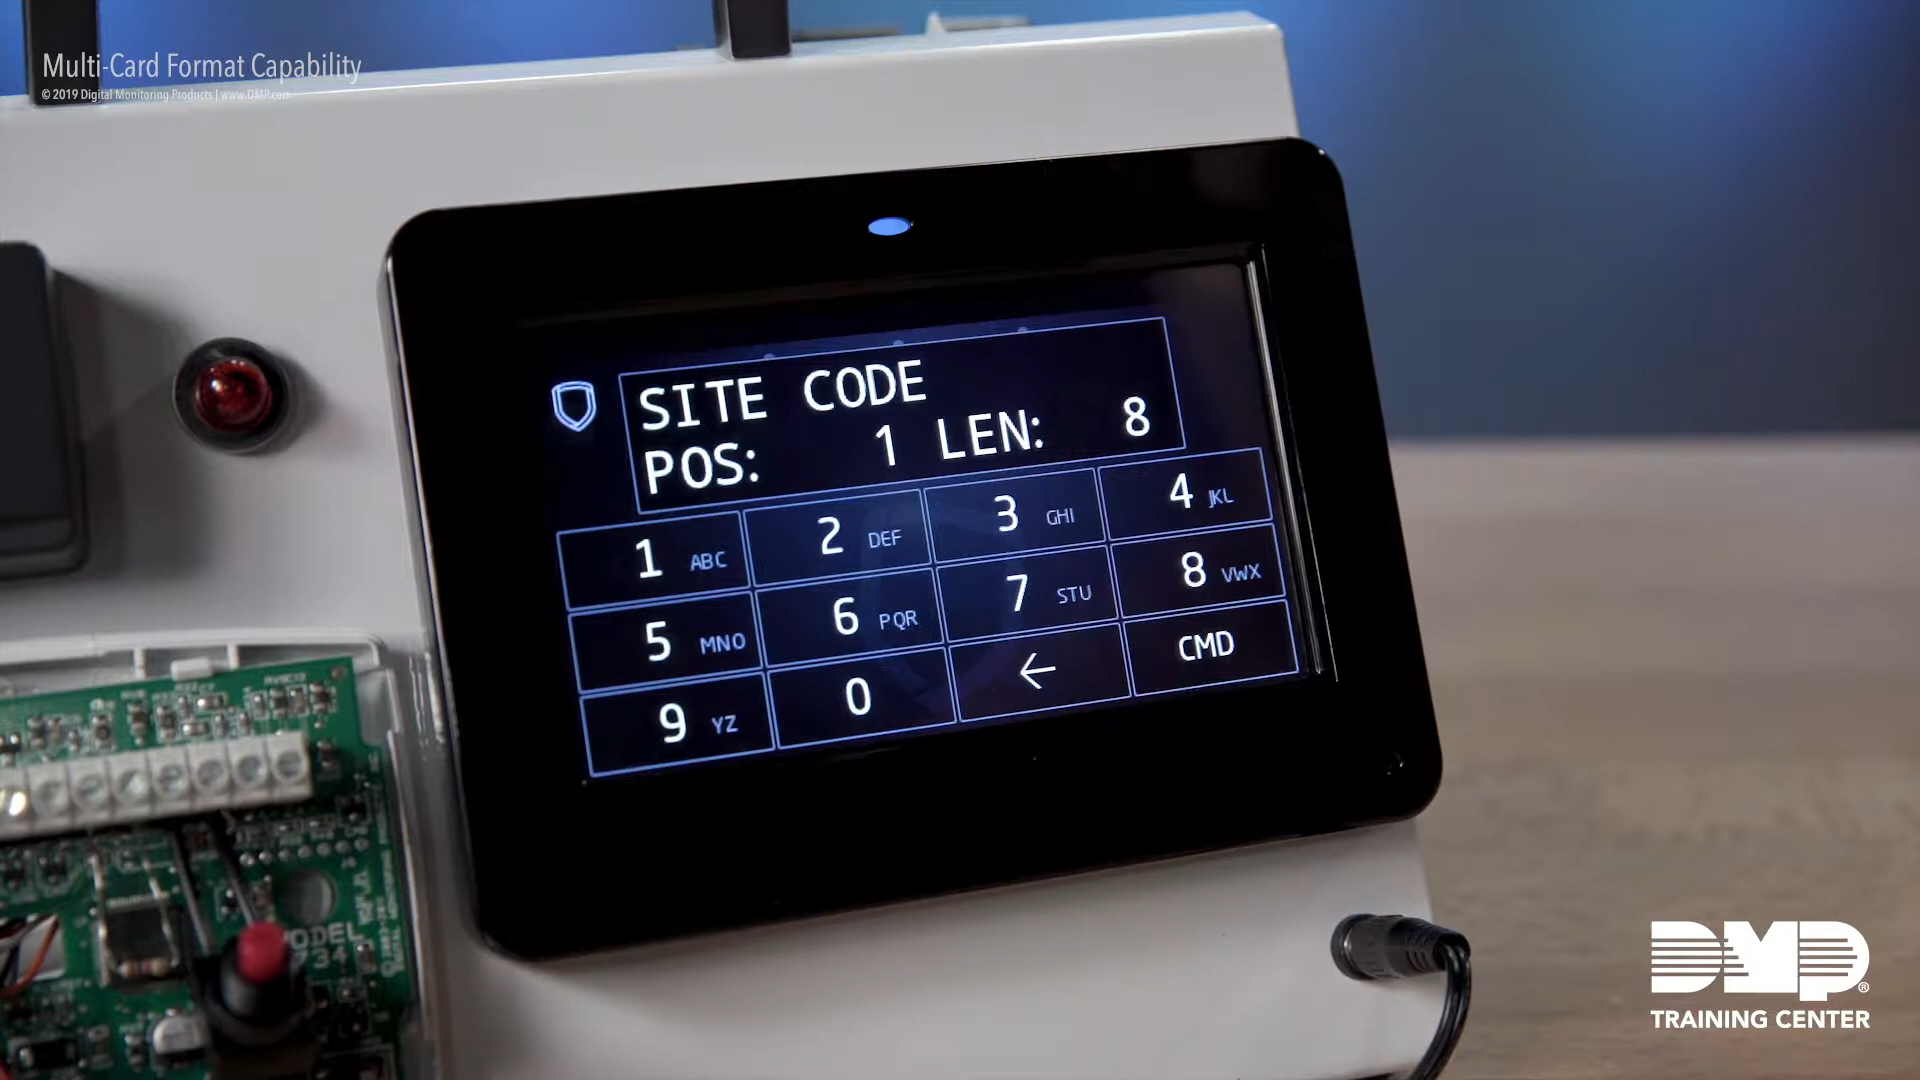 Multi-Card Format Capability
© 2019 Digital Monitoring Products | www.DMP.com
SITE CODE
POS: 1 LEN: 8
1 ABC 2 DEF 3 GHI 4 JKL
5 MNO 6 PQR 7 STU 8 VWX
9 YZ 0 ← CMD
MODEL
734
DMP®
TRAINING CENTER